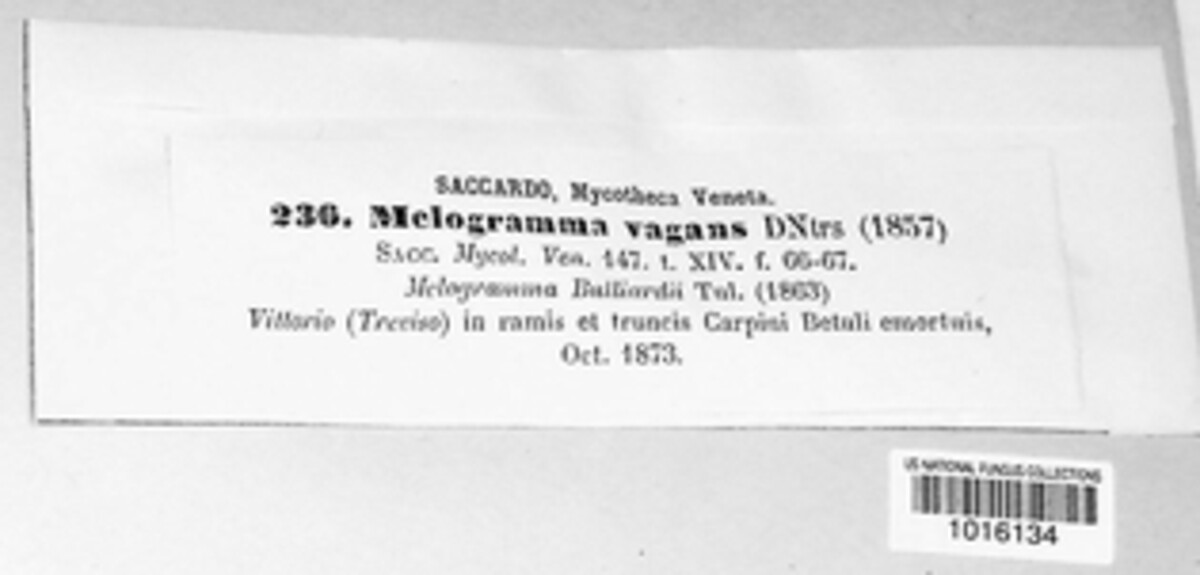 SACCARDO, Mycotheca Veneta.
236. Melogramma vagans DNtrs (1857)
SACC. Mycol. Ven. 147. t. XIV. f. 66-67.
Melogramma Bulliardii Tul. (1863)
Vittorio (Treviso) in ramis et truncis Carpini Betuli emortuis,
Oct. 1873.
US NATIONAL FUNGUS COLLECTIONS
1016134